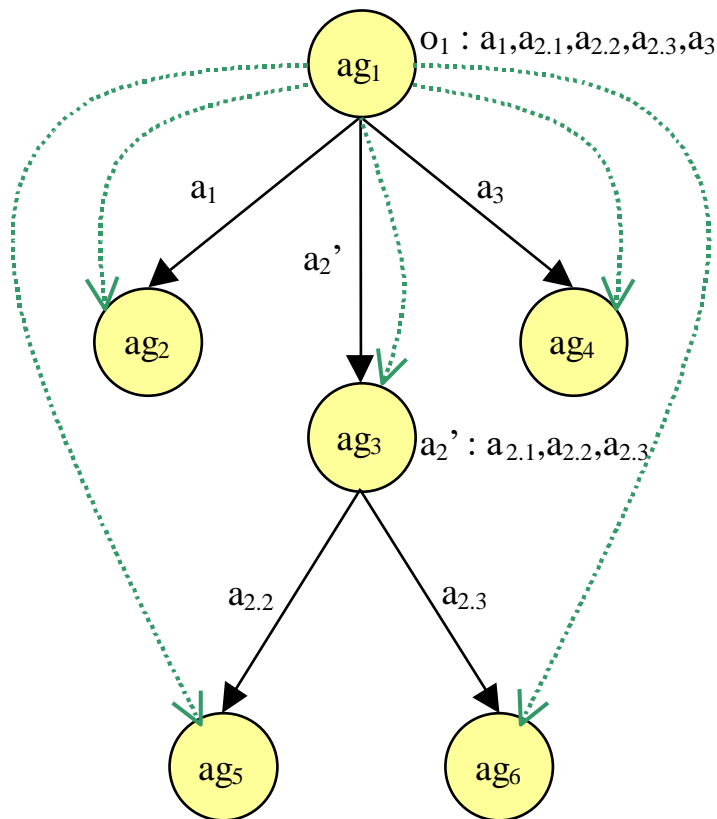 o₁ : a₁,a₂.₁,a₂.₂,a₂.₃,a₃
ag₁
a₁
a₃
a₂’
ag₂
ag₄
ag₃
a₂’ : a₂.₁,a₂.₂,a₂.₃
a₂.₂
a₂.₃
ag₅
ag₆